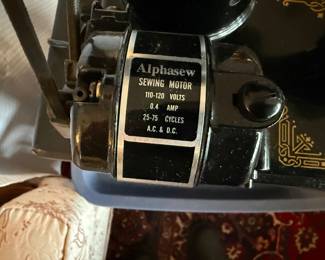 Alphasew
SEWING MOTOR
110-120 VOLTS
0.4 AMP
25-75 CYCLES
A.C. & D.C.